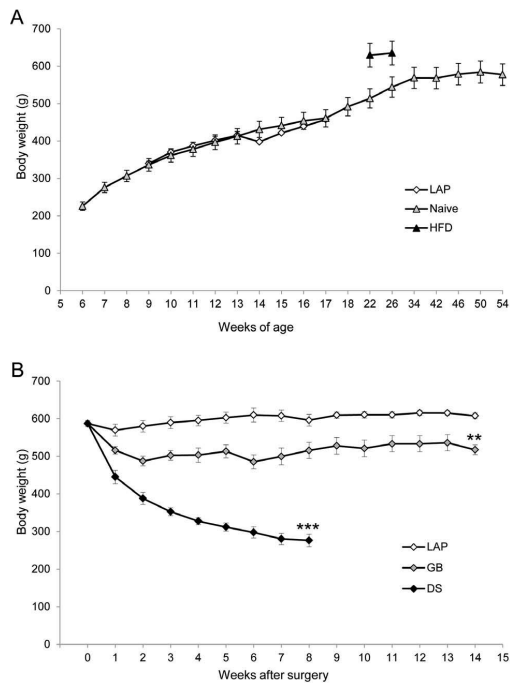 A
700
600
500
400
300
200
100
0
Body weight (g)
LAP
Naive
HFD
5 6 7 8 9 10 11 12 13 14 15 16 17 18 22 26 34 42 46 50 54
Weeks of age
B
700
600
500
400
300
200
100
0
Body weight (g)
**
***
LAP
GB
DS
0 1 2 3 4 5 6 7 8 9 10 11 12 13 14 15
Weeks after surgery